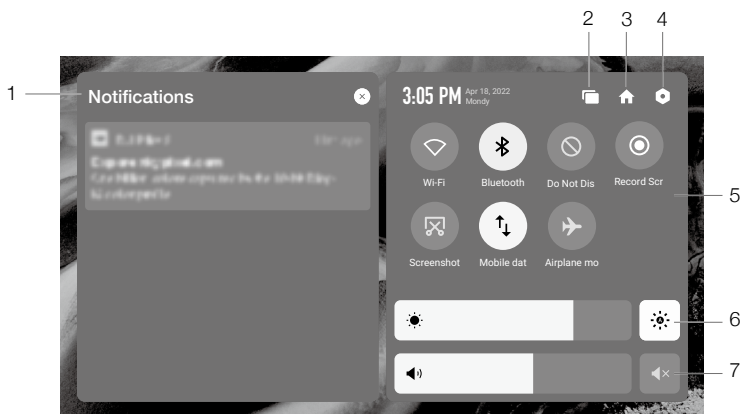 2
3
4
1
Notifications
3:05 PM
Apr 18, 2022
Mondy
Wi-Fi
Bluetooth
Do Not Dis
Record Scr
5
Screenshot
Mobile dat
Airplane mo
6
7